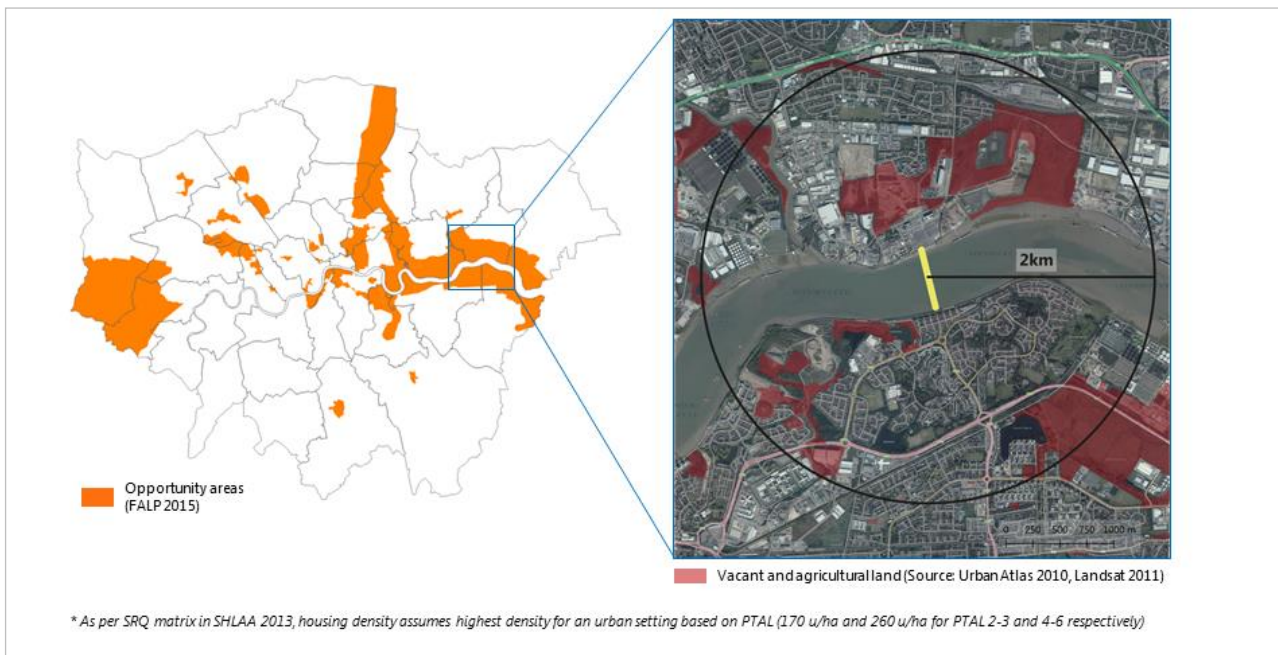 2km
0 250 500 750 1000 m
Opportunity areas
(FALP 2015)
Vacant and agricultural land (Source: Urban Atlas 2010, Landsat 2011)
* As per SRQ matrix in SHLAA 2013, housing density assumes highest density for an urban setting based on PTAL (170 u/ha and 260 u/ha for PTAL 2-3 and 4-6 respectively)